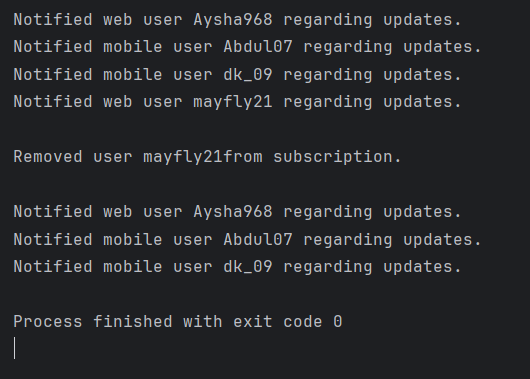 Notified web user Aysha968 regarding updates.
Notified mobile user Abdul07 regarding updates.
Notified mobile user dk_09 regarding updates.
Notified web user mayfly21 regarding updates.
Removed user mayfly21from subscription.
Notified web user Aysha968 regarding updates.
Notified mobile user Abdul07 regarding updates.
Notified mobile user dk_09 regarding updates.
Process finished with exit code 0